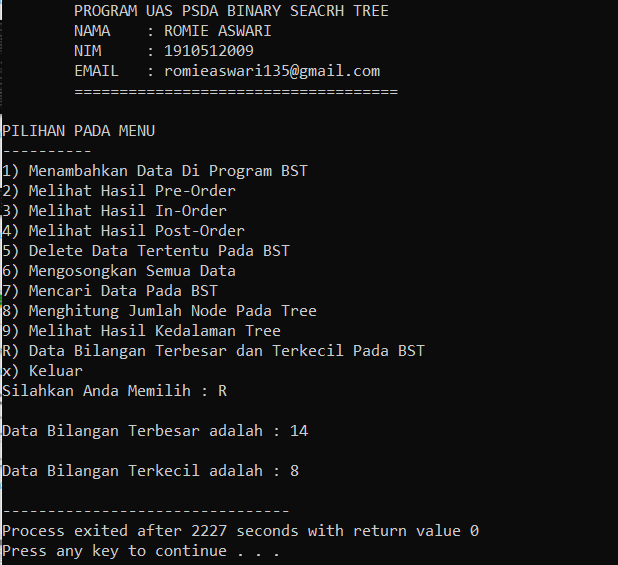 PROGRAM UAS PSDA BINARY SEACRH TREE
NAMA    : ROMIE ASWARI
NIM     : 1910512009
EMAIL   : romieaswari135@gmail.com
====================================
PILIHAN PADA MENU
----------
1) Menambahkan Data Di Program BST
2) Melihat Hasil Pre-Order
3) Melihat Hasil In-Order
4) Melihat Hasil Post-Order
5) Delete Data Tertentu Pada BST
6) Mengosongkan Semua Data
7) Mencari Data Pada BST
8) Menghitung Jumlah Node Pada Tree
9) Melihat Hasil Kedalaman Tree
R) Data Bilangan Terbesar dan Terkecil Pada BST
x) Keluar
Silahkan Anda Memilih : R
Data Bilangan Terbesar adalah : 14
Data Bilangan Terkecil adalah : 8
--------------------------------
Process exited after 2227 seconds with return value 0
Press any key to continue . . .